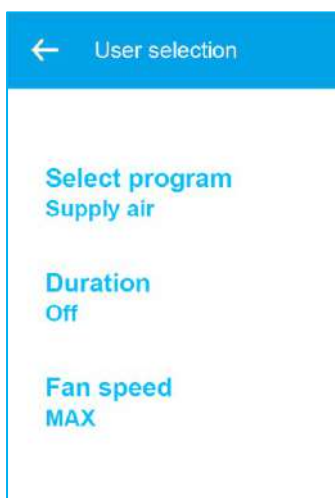 User selection
Select program
Supply air
Duration
Off
Fan speed
MAX